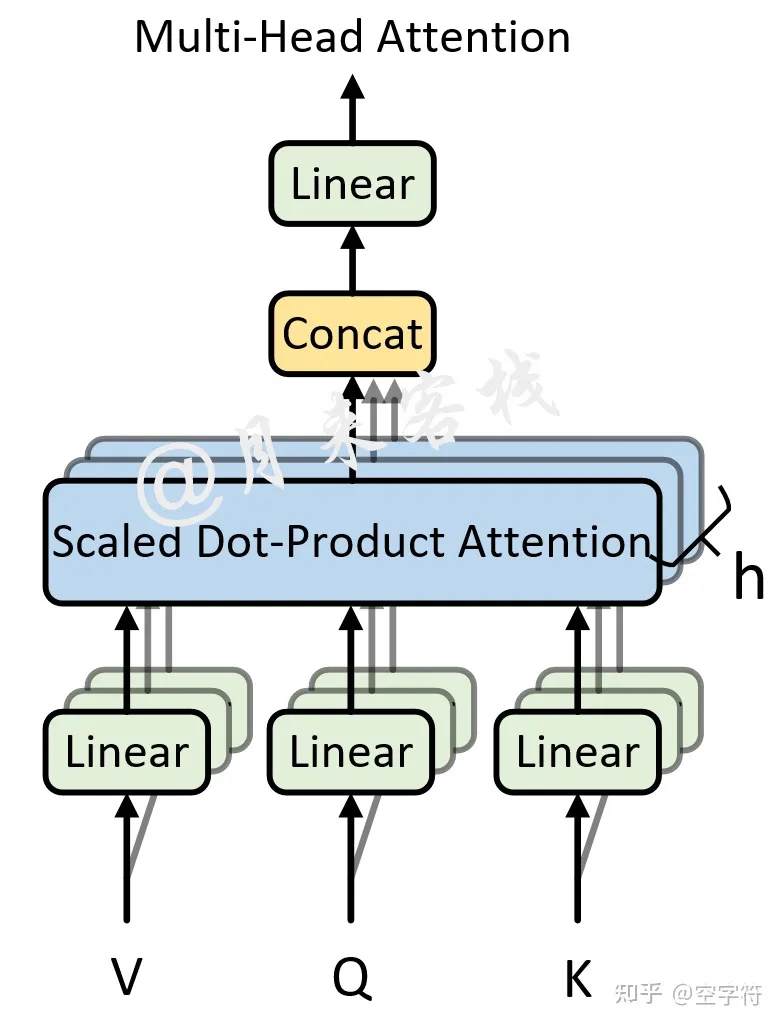 Multi-Head Attention
Linear
Concat
@月来客栈
Scaled Dot-Product Attention
h
Linear Linear Linear
V Q K
知乎 @空字符